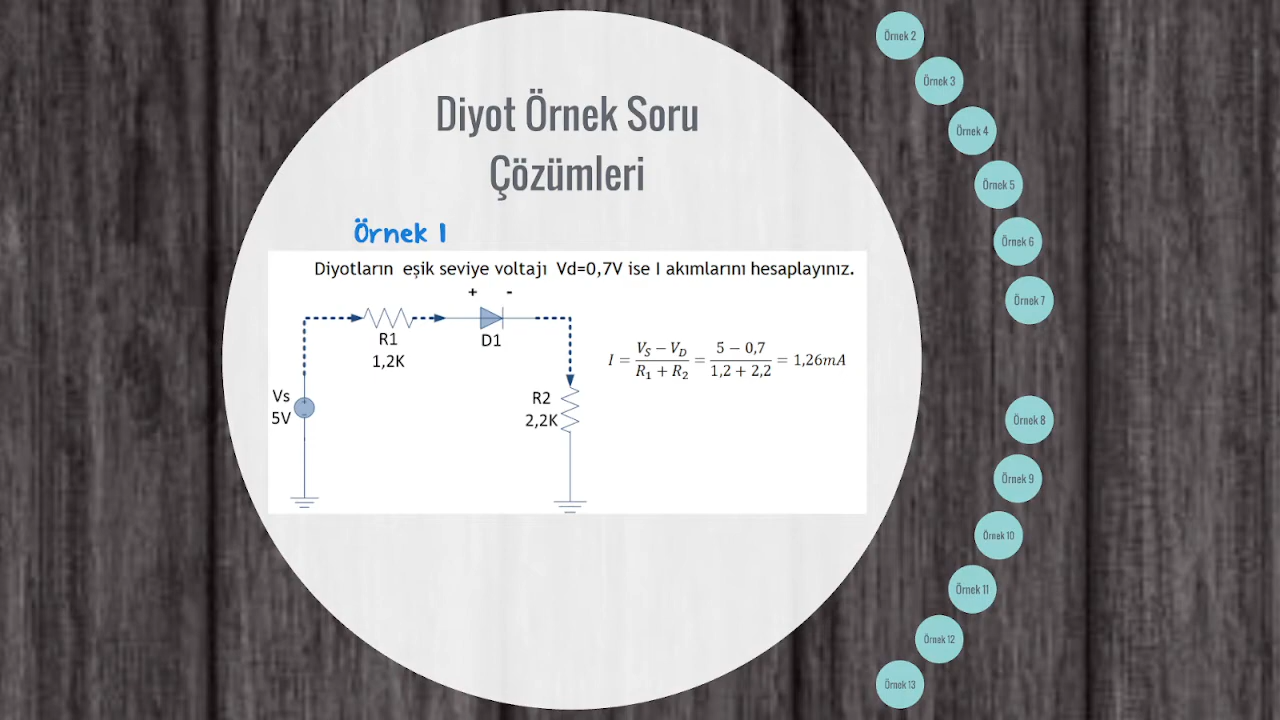 Diyot Örnek Soru
Çözümleri
Örnek 1
Diyotların eşik seviye voltajı Vd=0,7V ise I akımlarını hesaplayınız.
+ -
R1
1,2K
D1
Vs
5V
R2
2,2K
I = \frac{V_S − V_D}{R_1 + R_2} = \frac{5 − 0,7}{1,2 + 2,2} = 1,26mA
Örnek 2
Örnek 3
Örnek 4
Örnek 5
Örnek 6
Örnek 7
Örnek 8
Örnek 9
Örnek 10
Örnek 11
Örnek 12
Örnek 13